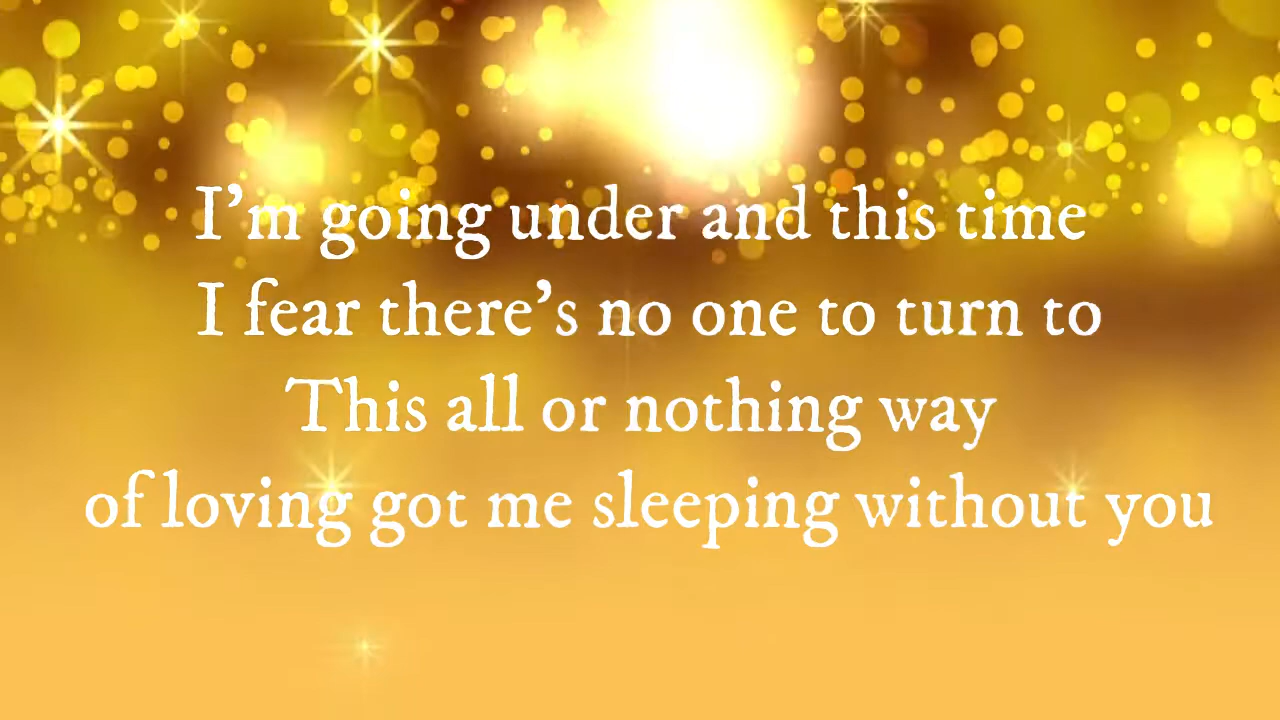 I’m going under and this time
I fear there’s no one to turn to
This all or nothing way
of loving got me sleeping without you